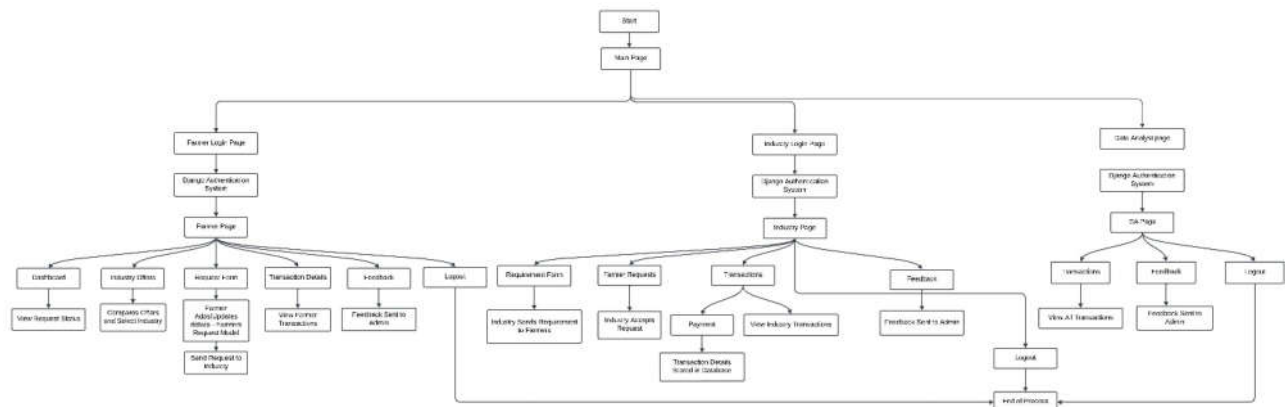 Start
Main Page
Farmer Login Page
Industry Login Page
Data Analyst page
Django Authentication
System
Django Authentication
System
Django Authentication
System
Farmer Page
Industry Page
DA Page
Dashboard
Industry Offers
Request Form
Transaction Details
Feedback
Logout
Requirement Form
Farmer Requests
Transactions
Feedback
Transactions
Feedback
Logout
View Request Status
Compares Offers
and Select Industry
Farmer
Adds/Updates
details - Farmers
Request Model
View Farmer
Transactions
Feedback Sent to
admin
Industry Sends Requirement
to Farmers
Industry Accepts
Request
Payment
View Industry Transactions
Feedback Sent to Admin
View All Transactions
Feedback Sent to
Admin
Send Request to
Industry
Transaction Details
Stored in Database
Logout
End of Process